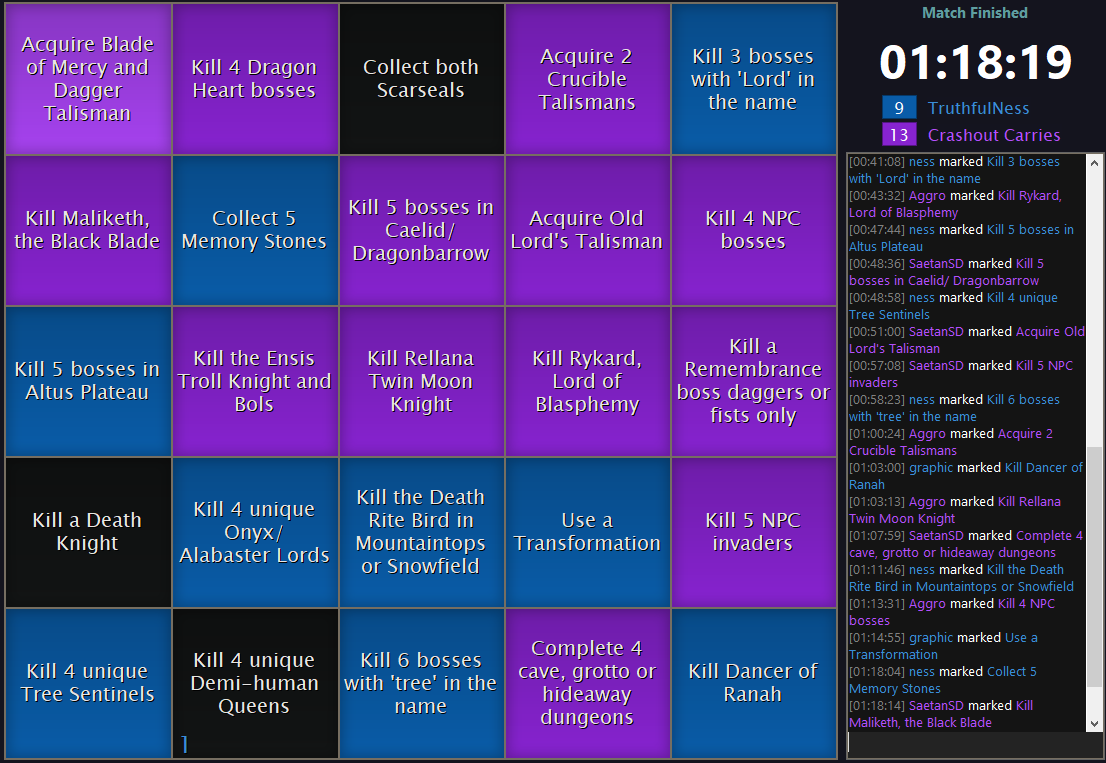 Acquire Blade
of Mercy and
Dagger
Talisman
Kill 4 Dragon
Heart bosses
Collect both
Scarseals
Acquire 2
Crucible
Talismans
Kill 3 bosses
with 'Lord' in
the name
Kill Maliketh,
the Black Blade
Collect 5
Memory Stones
Kill 5 bosses in
Caelid/
Dragonbarrow
Acquire Old
Lord's Talisman
Kill 4 NPC
bosses
Kill 5 bosses in
Altus Plateau
Kill the Ensis
Troll Knight and
Bols
Kill Rellana
Twin Moon
Knight
Kill Rykard,
Lord of
Blasphemy
Kill a
Remembrance
boss daggers or
fists only
Kill a Death
Knight
Kill 4 unique
Onyx/
Alabaster Lords
Kill the Death
Rite Bird in
Mountaintops
or Snowfield
Use a
Transformation
Kill 5 NPC
invaders
Kill 4 unique
Tree Sentinels
Kill 4 unique
Demi-human
Queens
1
Kill 6 bosses
with 'tree' in the
name
Complete 4
cave, grotto or
hideaway
dungeons
Kill Dancer of
Ranah
Match Finished
01:18:19
9 TruthfulNess
13 Crashout Carries
[00:41:08] ness marked Kill 3 bosses
with 'Lord' in the name
[00:43:32] Aggro marked Kill Rykard,
Lord of Blasphemy
[00:47:44] ness marked Kill 5 bosses in
Altus Plateau
[00:48:36] SaetanSD marked Kill 5
bosses in Caelid/ Dragonbarrow
[00:48:58] ness marked Kill 4 unique
Tree Sentinels
[00:51:00] SaetanSD marked Acquire Old
Lord's Talisman
[00:57:08] SaetanSD marked Kill 5 NPC
invaders
[00:58:23] ness marked Kill 6 bosses
with 'tree' in the name
[01:00:24] Aggro marked Acquire 2
Crucible Talismans
[01:03:00] graphic marked Kill Dancer of
Ranah
[01:03:13] Aggro marked Kill Rellana
Twin Moon Knight
[01:07:59] SaetanSD marked Complete 4
cave, grotto or hideaway dungeons
[01:11:46] ness marked Kill the Death
Rite Bird in Mountaintops or Snowfield
[01:13:31] Aggro marked Kill 4 NPC
bosses
[01:14:55] graphic marked Use a
Transformation
[01:18:04] ness marked Collect 5
Memory Stones
[01:18:14] SaetanSD marked Kill
Maliketh, the Black Blade